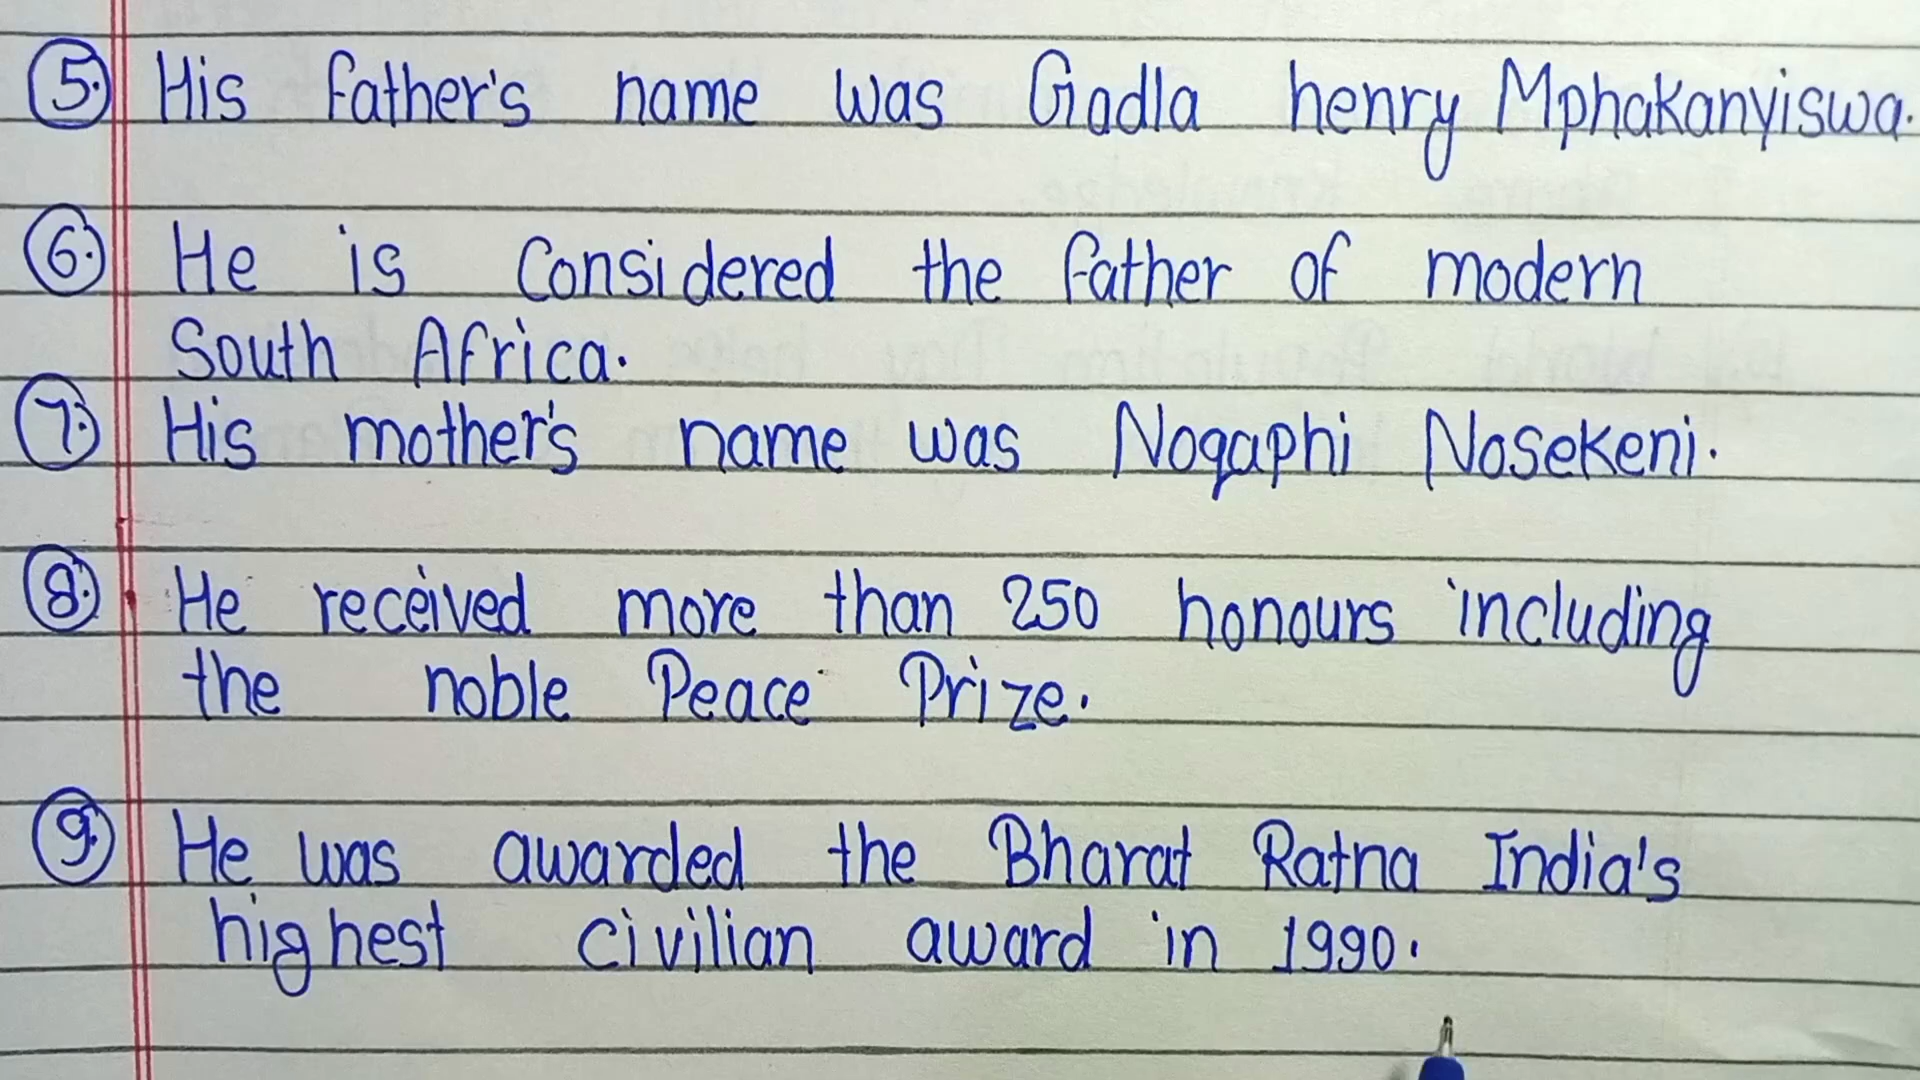 5. His father's name was Gadla henry Mphakanyiswa.
6. He is Considered the father of modern
South Africa.
7. His mother's name was Noqaphi Nosekeni.
8. He received more than 250 honours including
the noble Peace Prize.
9. He was awarded the Bharat Ratna India's
highest civilian award in 1990.